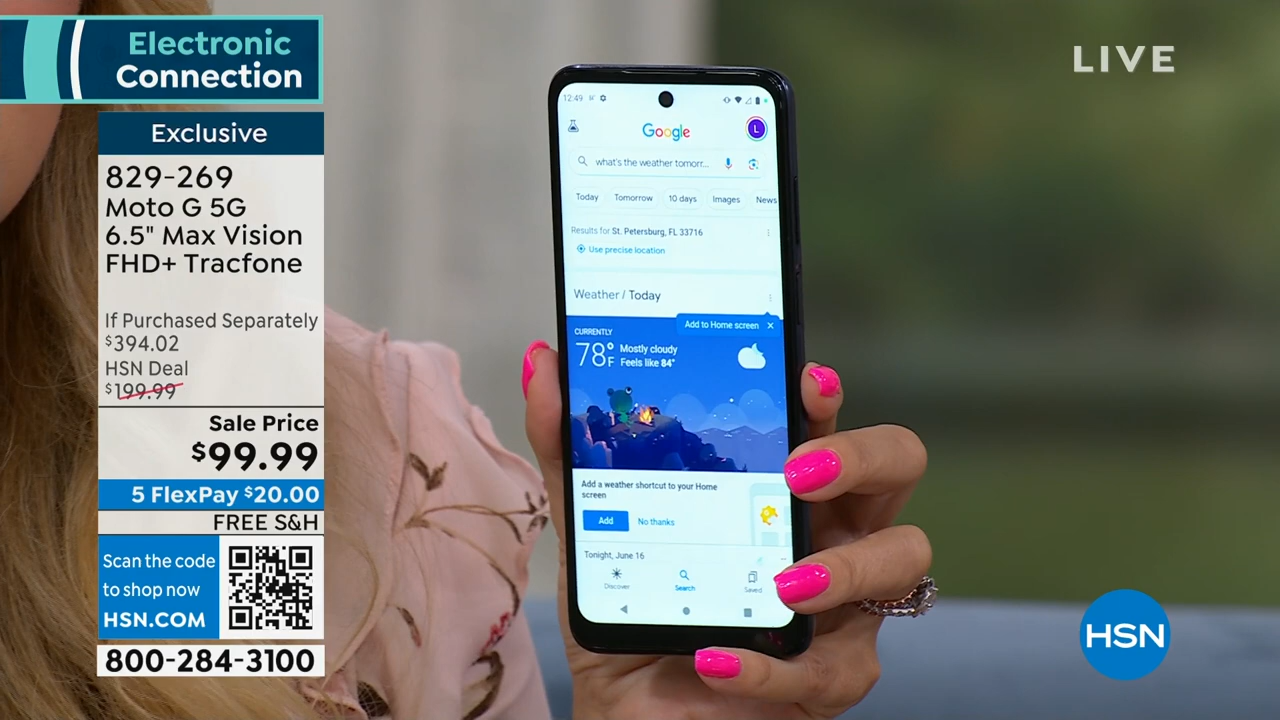 Electronic
Connection
LIVE
Exclusive
829-269
Moto G 5G
6.5" Max Vision
FHD+ Tracfone
If Purchased Separately
$394.02
HSN Deal
$199.99
Sale Price
$99.99
5 FlexPay $20.00
FREE S&H
Scan the code
to shop now
HSN.COM
800-284-3100
12:49
Google
L
what's the weather tomorr...
Today Tomorrow 10 days Images News
Results for St. Petersburg, FL 33716
Use precise location
Weather / Today
Add to Home screen
CURRENTLY
78°F
Mostly cloudy
Feels like 84°
Add a weather shortcut to your Home
screen
Add No thanks
Tonight, June 16
Discover Search Saved
HSN